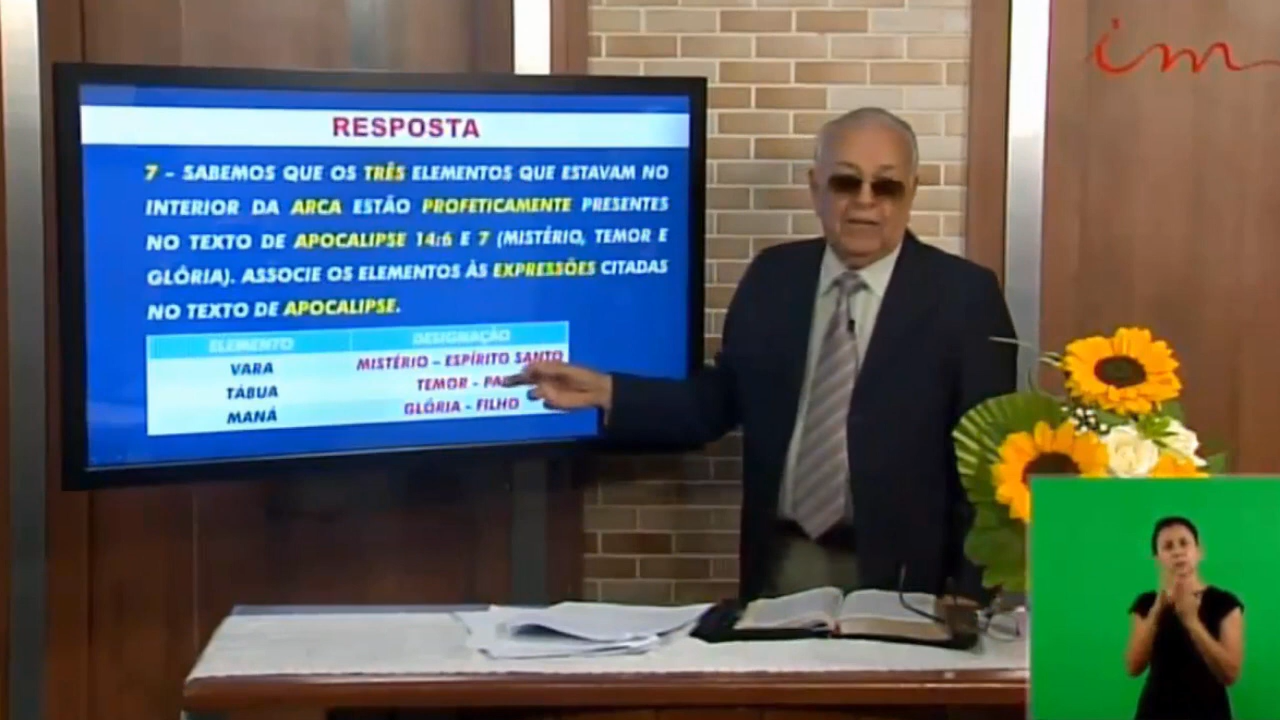 RESPOSTA
7 – SABEMOS QUE OS TRÊS ELEMENTOS QUE ESTAVAM NO
INTERIOR DA ARCA ESTÃO PROFETICAMENTE PRESENTES
NO TEXTO DE APOCALIPSE 14:6 E 7 (MISTÉRIO, TEMOR E
GLÓRIA). ASSOCIE OS ELEMENTOS ÀS EXPRESSÕES CITADAS
NO TEXTO DE APOCALIPSE.
ELEMENTO DESIGNAÇÃO
VARA MISTÉRIO – ESPÍRITO SANTO
TÁBUA TEMOR -
MANÁ GLÓRIA - FILHO
im